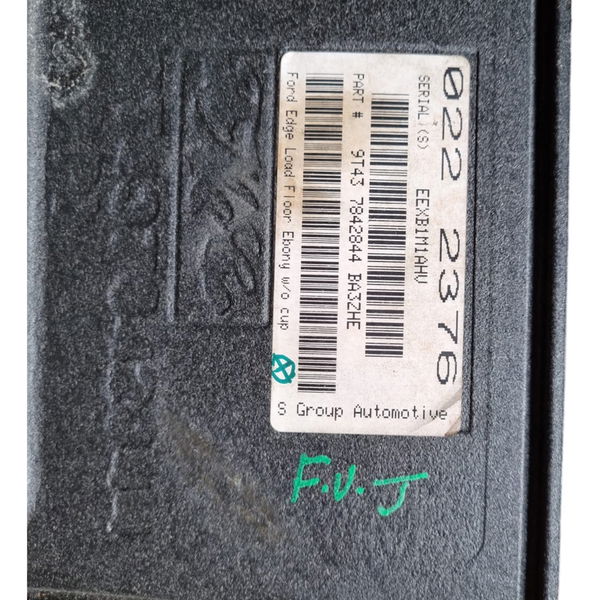 022 2376
SERIAL (S) EEXB1M1AHV
PART # 9T43 7842844 BA3ZHE
Ford Edge Load Floor Ebony w/o cup
S Group Automotive
F.V.J